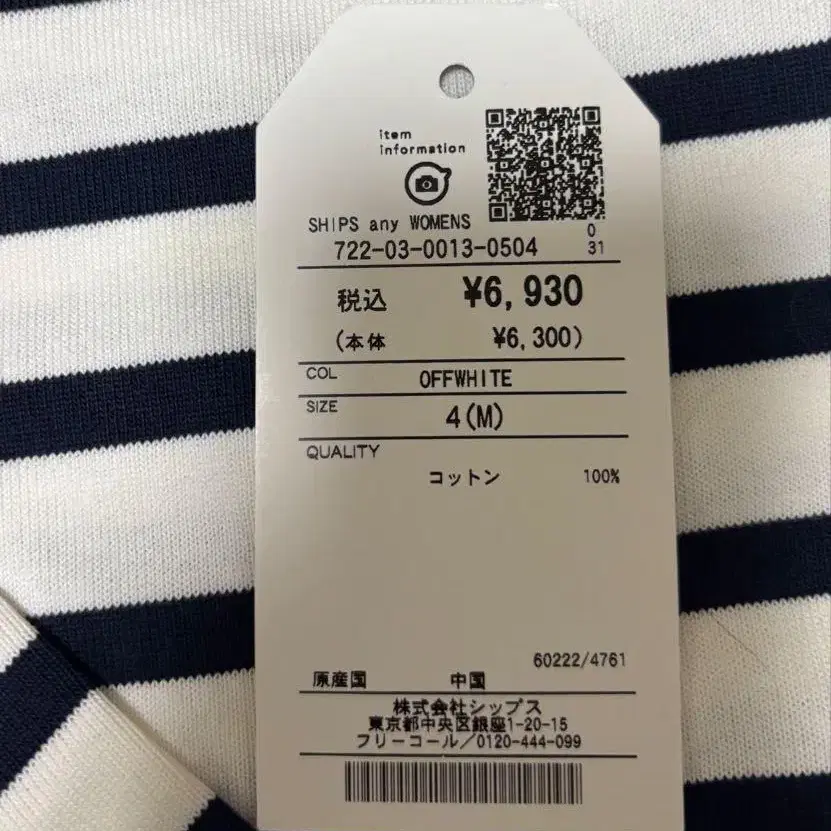 item
information
SHIPS any WOMENS
722-03-0013-0504
0
31
税込 ¥6,930
(本体 ¥6,300)
COL OFFWHITE
SIZE 4(M)
QUALITY
コットン 100%
60222/4761
原産国 中国
株式会社シップス
東京都中央区銀座1-20-15
フリーコール／0120-444-099